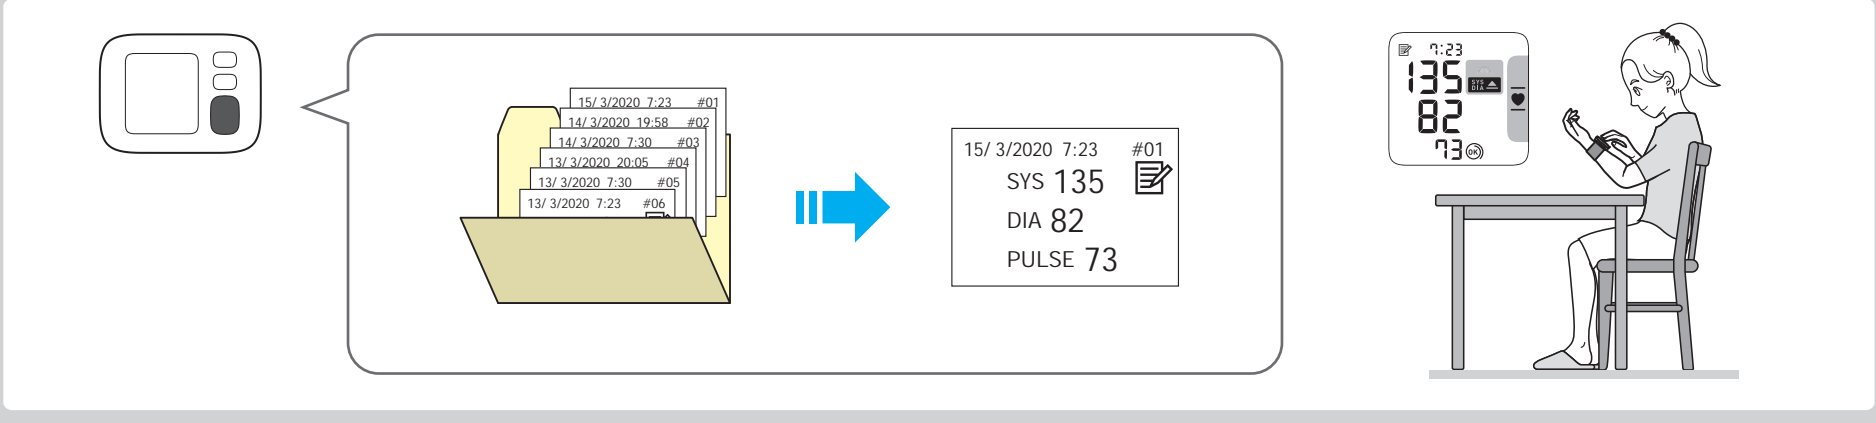 15/ 3/2020 7:23 #01
14/ 3/2020 19:58 #02
14/ 3/2020 7:30 #03
13/ 3/2020 20:05 #04
13/ 3/2020 7:30 #05
13/ 3/2020 7:23 #06
15/ 3/2020 7:23 #01
SYS 135
DIA 82
PULSE 73
7:23
135
SYS
DIA
82
73 OK